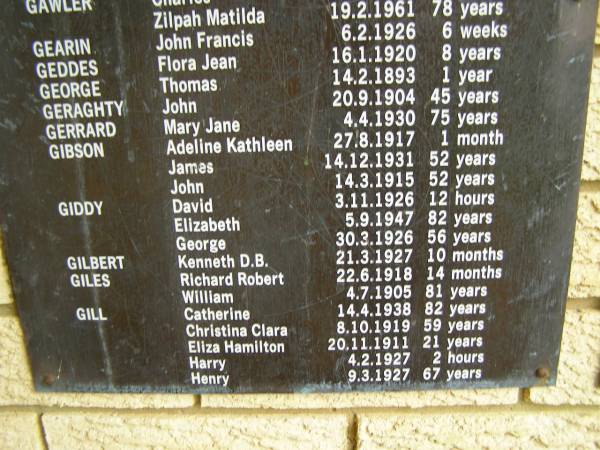 GAWLER Charles
Zilpah Matilda 19.2.1961 78 years
GEARIN John Francis 6.2.1926 6 weeks
GEDDES Flora Jean 16.1.1920 8 years
GEORGE Thomas 14.2.1893 1 year
GERAGHTY John 20.9.1904 45 years
GERRARD Mary Jane 4.4.1930 75 years
GIBSON Adeline Kathleen 27.8.1917 1 month
James 14.12.1931 52 years
John 14.3.1915 52 years
GIDDY David 3.11.1926 12 hours
Elizabeth 5.9.1947 82 years
George 30.3.1926 56 years
GILBERT Kenneth D.B. 21.3.1927 10 months
GILES Richard Robert 22.6.1918 14 months
William 4.7.1905 81 years
GILL Catherine 14.4.1938 82 years
Christina Clara 8.10.1919 59 years
Eliza Hamilton 20.11.1911 21 years
Harry 4.2.1927 2 hours
Henry 9.3.1927 67 years